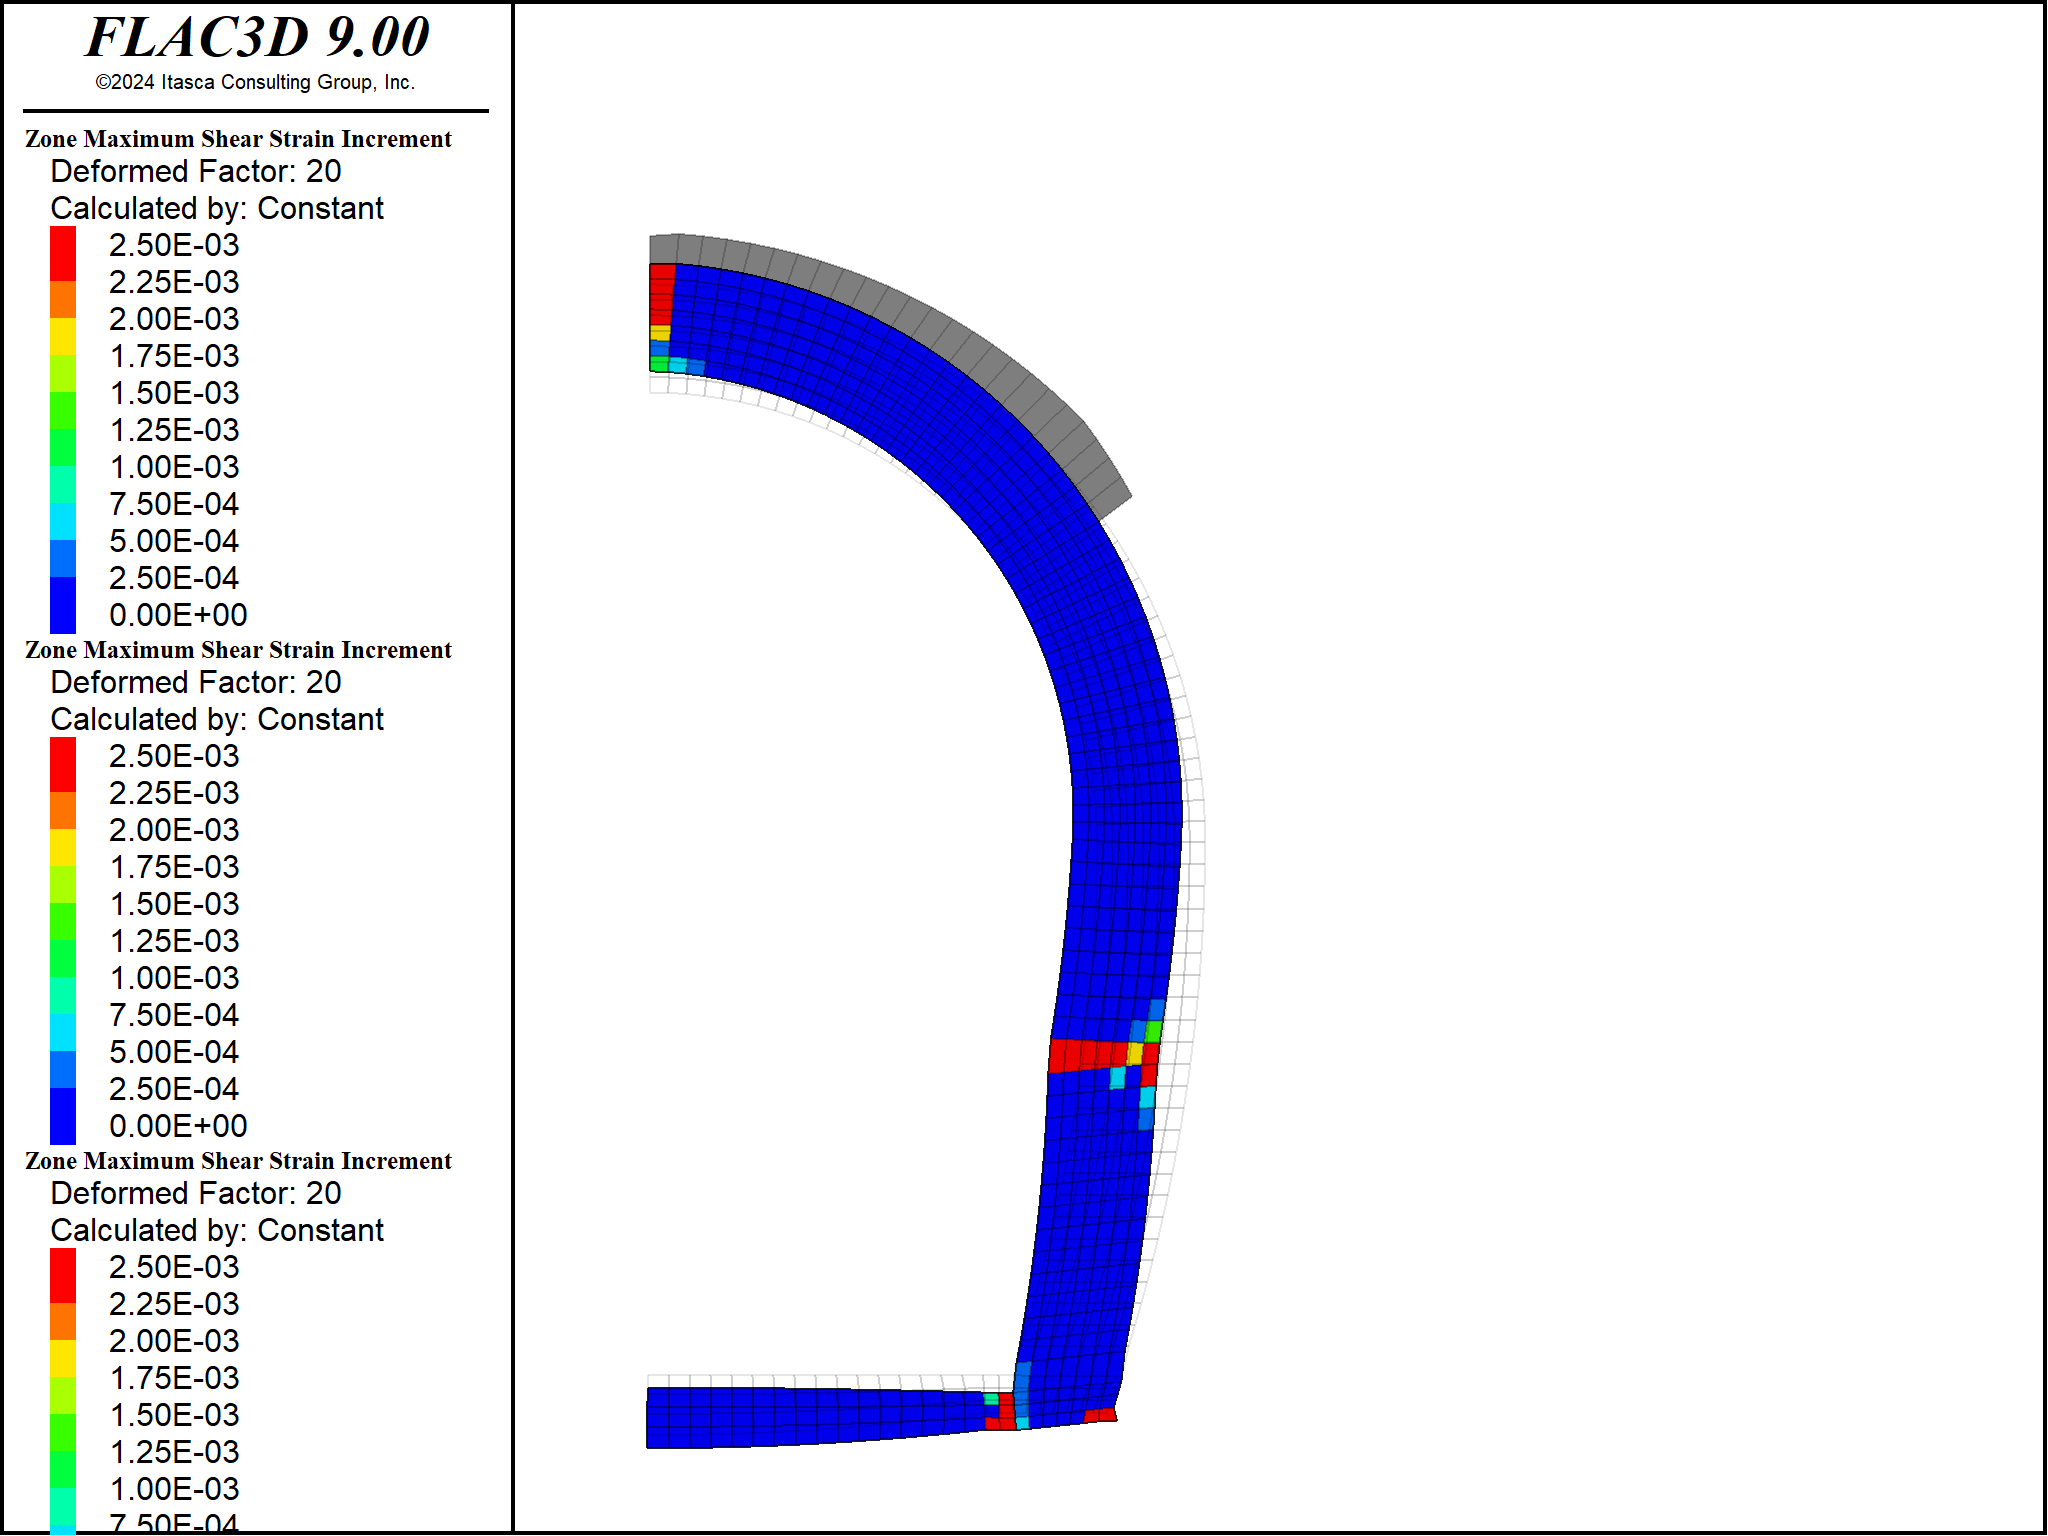 FLAC3D 9.00
©2024 Itasca Consulting Group, Inc.
Zone Maximum Shear Strain Increment
Deformed Factor: 20
Calculated by: Constant
2.50E-03
2.25E-03
2.00E-03
1.75E-03
1.50E-03
1.25E-03
1.00E-03
7.50E-04
5.00E-04
2.50E-04
0.00E+00
Zone Maximum Shear Strain Increment
Deformed Factor: 20
Calculated by: Constant
2.50E-03
2.25E-03
2.00E-03
1.75E-03
1.50E-03
1.25E-03
1.00E-03
7.50E-04
5.00E-04
2.50E-04
0.00E+00
Zone Maximum Shear Strain Increment
Deformed Factor: 20
Calculated by: Constant
2.50E-03
2.25E-03
2.00E-03
1.75E-03
1.50E-03
1.25E-03
1.00E-03
7.50E-04